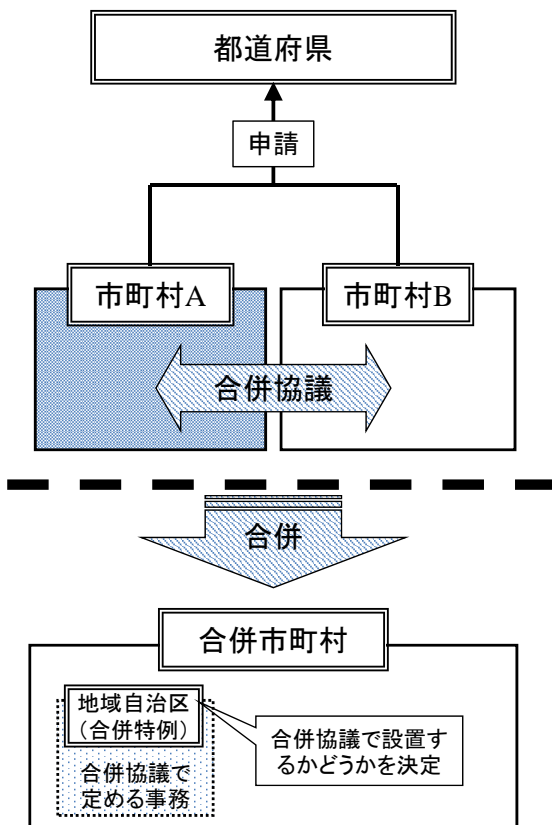 都道府県
申請
市町村A
市町村B
合併協議
合併
合併市町村
地域自治区
（合併特例）
合併協議で
定める事務
合併協議で設置す
るかどうかを決定